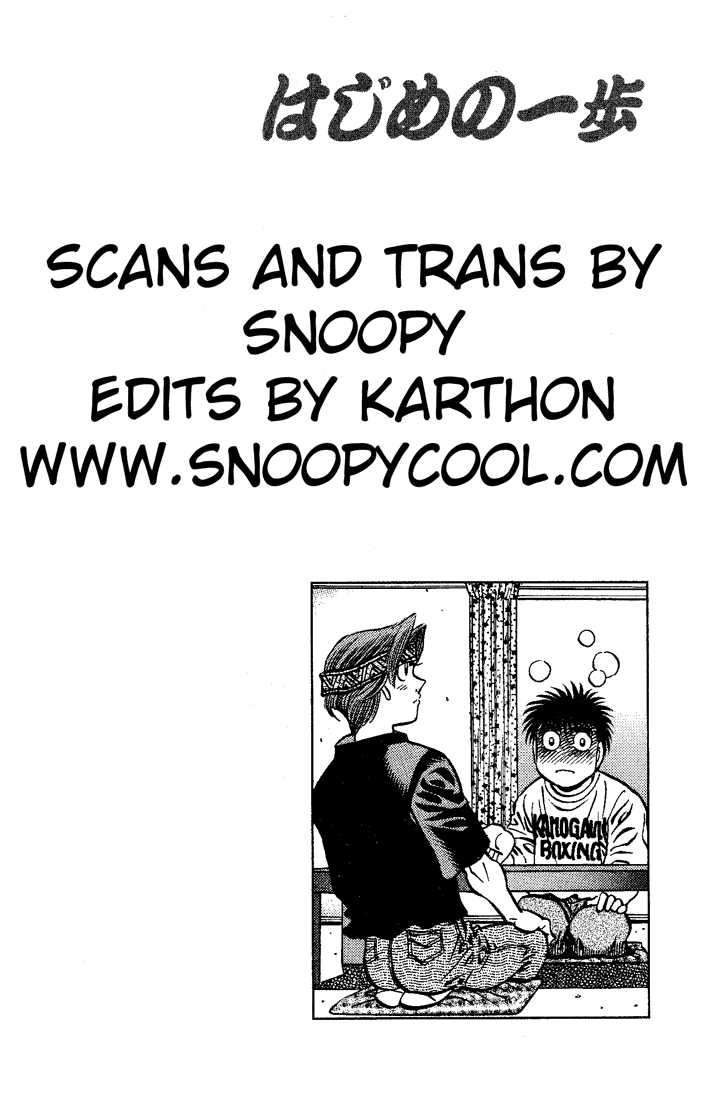 はじめの一歩
SCANS AND TRANS BY
SNOOPY
EDITS BY KARTHON
WWW.SNOOPYCOOL.COM
KAMOGAWA
BOXING